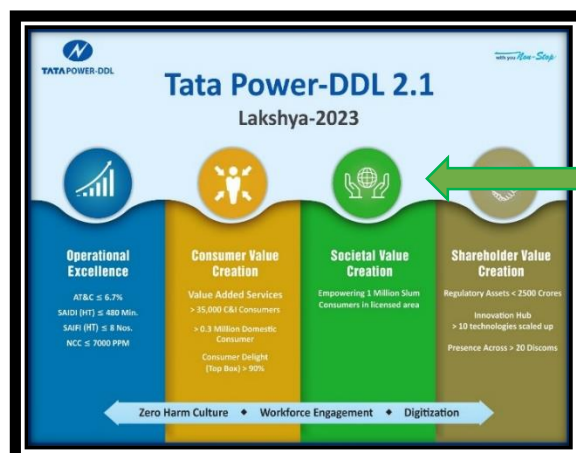 TATA POWER-DDL
with you Non-Stop
Tata Power-DDL 2.1
Lakshya-2023
Operational
Excellence
AT&C ≤ 6.7%
SAIDI (HT) ≤ 480 Min.
SAIFI (HT) ≤ 8 Nos.
NCC ≤ 7000 PPM
Consumer Value
Creation
Value Added Services
> 35,000 C&I Consumers
> 0.3 Million Domestic
Consumer
Consumer Delight
(Top Box) > 90%
Societal Value
Creation
Empowering 1 Million Slum
Consumers in licensed area
Shareholder Value
Creation
Regulatory Assets < 2500 Crores
Innovation Hub
> 10 technologies scaled up
Presence Across > 20 Discoms
Zero Harm Culture ◆ Workforce Engagement ◆ Digitization